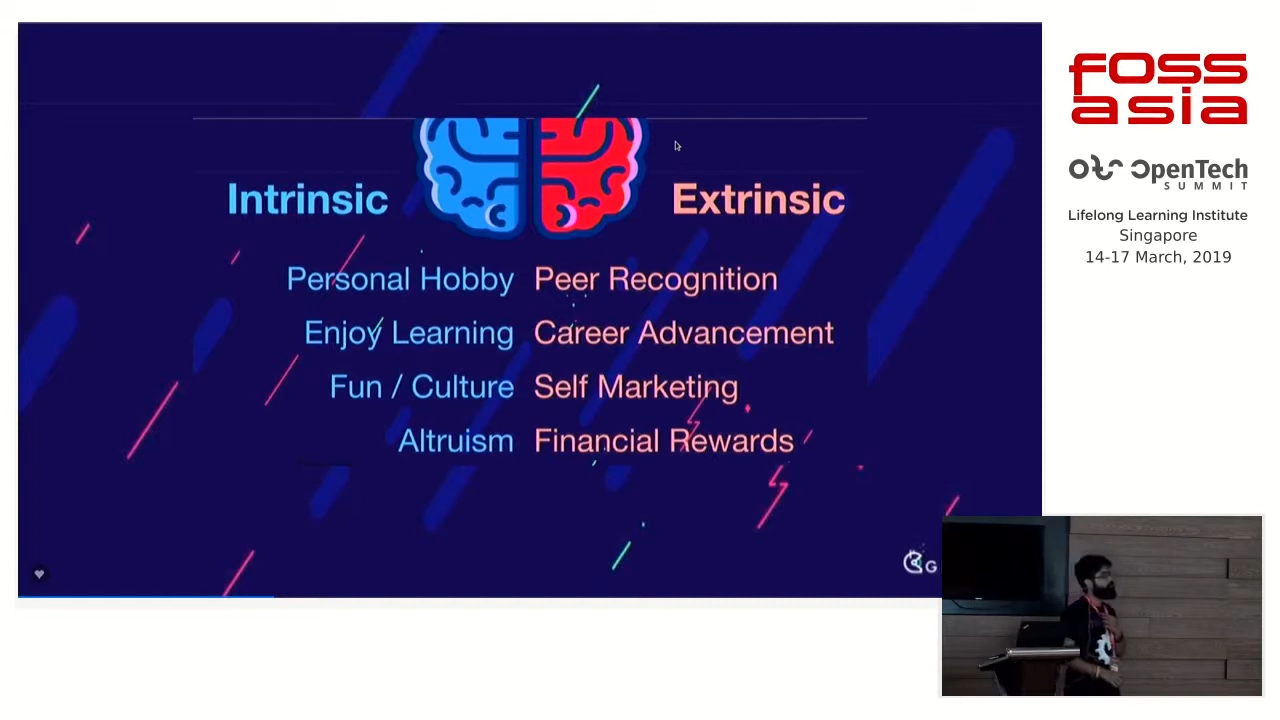 Intrinsic
Extrinsic
Personal Hobby
Peer Recognition
Enjoy Learning
Career Advancement
Fun / Culture
Self Marketing
Altruism
Financial Rewards
G
fOSS
asia
OpenTech
SUMMIT
Lifelong Learning Institute
Singapore
14-17 March, 2019